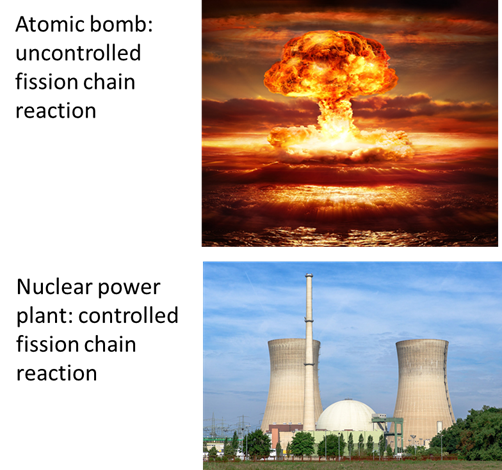 Atomic bomb:
uncontrolled
fission chain
reaction
Nuclear power
plant: controlled
fission chain
reaction